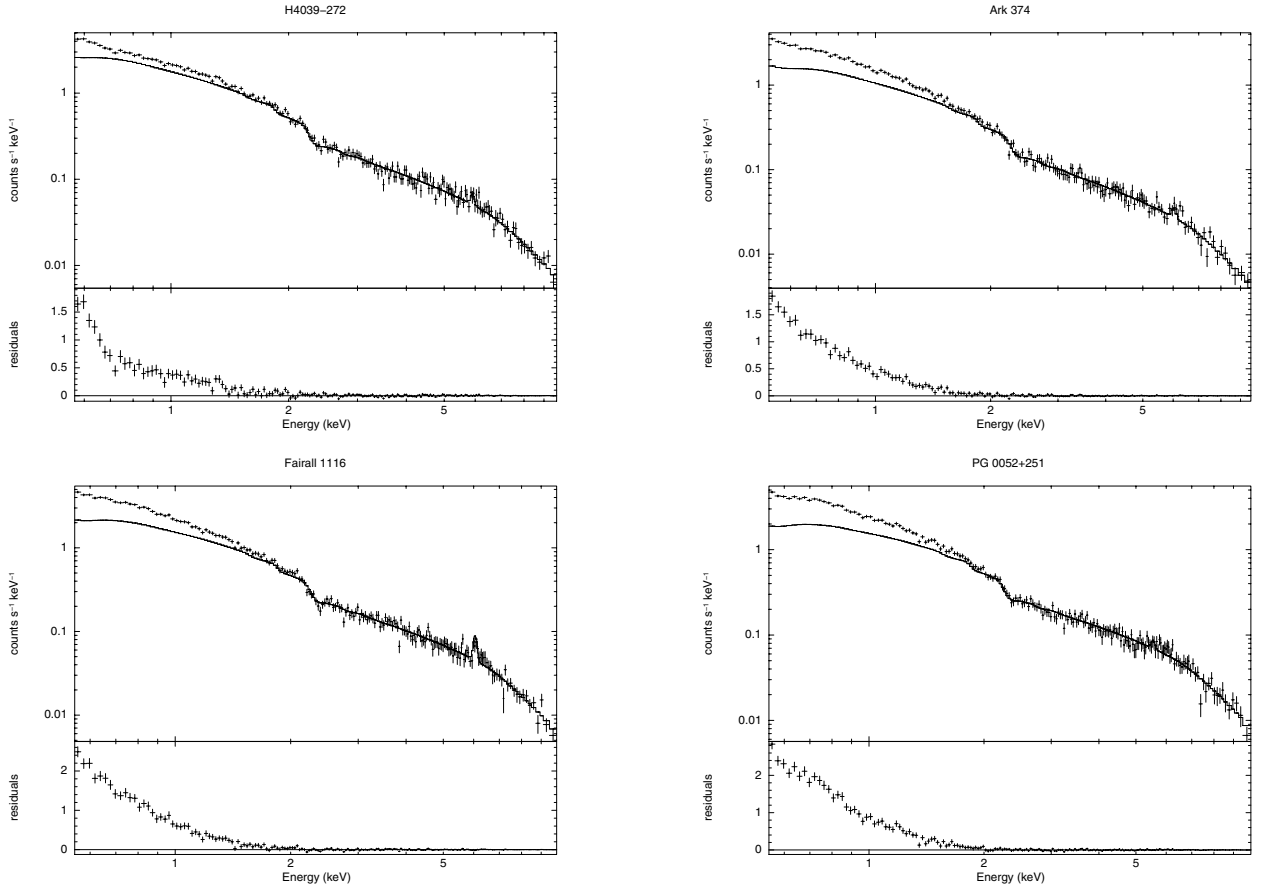 H4039−272
counts s⁻¹ keV⁻¹
1
0.1
0.01
residuals
1.5
1
0.5
0
1
2
5
Energy (keV)
Ark 374
counts s⁻¹ keV⁻¹
1
0.1
0.01
residuals
1.5
1
0.5
0
1
2
5
Energy (keV)
Fairall 1116
counts s⁻¹ keV⁻¹
1
0.1
0.01
residuals
2
1
0
1
2
5
Energy (keV)
PG 0052+251
counts s⁻¹ keV⁻¹
1
0.1
0.01
residuals
2
1
0
1
2
5
Energy (keV)